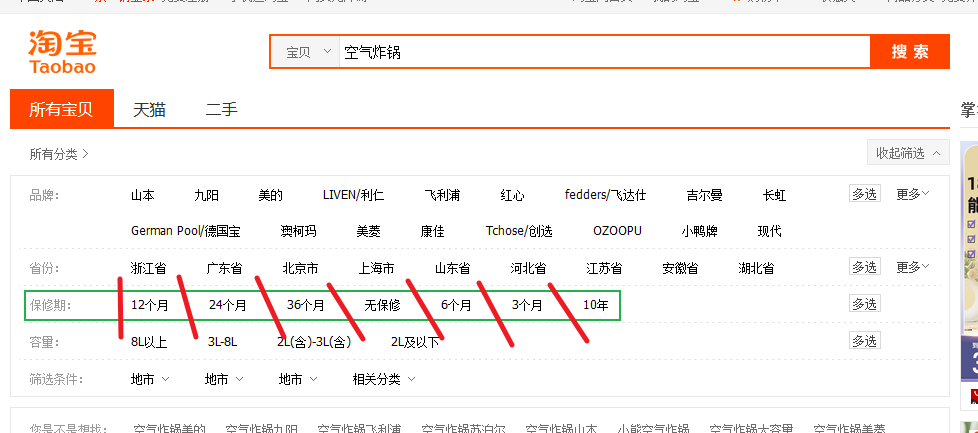 淘宝
Taobao
宝贝 空气炸锅 搜索
所有宝贝 天猫 二手
所有分类 收起筛选
品牌: 山本 九阳 美的 LIVEN/利仁 飞利浦 红心 fedders/飞达仕 吉尔曼 长虹 多选 更多
German Pool/德国宝 澳柯玛 美菱 康佳 Tchose/创选 OZOOPU 小鸭牌 现代
省份: 浙江省 广东省 北京市 上海市 山东省 河北省 江苏省 安徽省 湖北省 多选 更多
保修期: 12个月 24个月 36个月 无保修 6个月 3个月 10年 多选
容量: 8L以上 3L-8L 2L(含)-3L(含) 2L及以下 多选
筛选条件: 地市 地市 地市 相关分类
您是不是想找: 空气炸锅美的 空气炸锅九阳 空气炸锅飞利浦 空气炸锅苏泊尔 空气炸锅山本 小熊空气炸锅 空气炸锅大容量 空气炸锅美菱